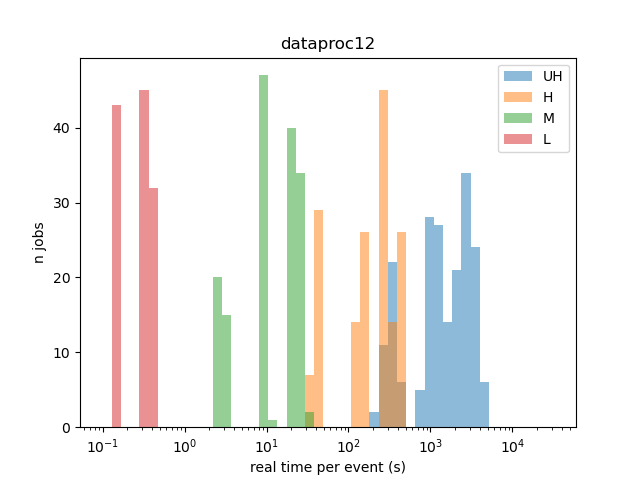 dataproc12
UH
H
M
L
n jobs
40
30
20
10
0
10⁻¹
10⁰
10¹
10²
10³
10⁴
real time per event (s)